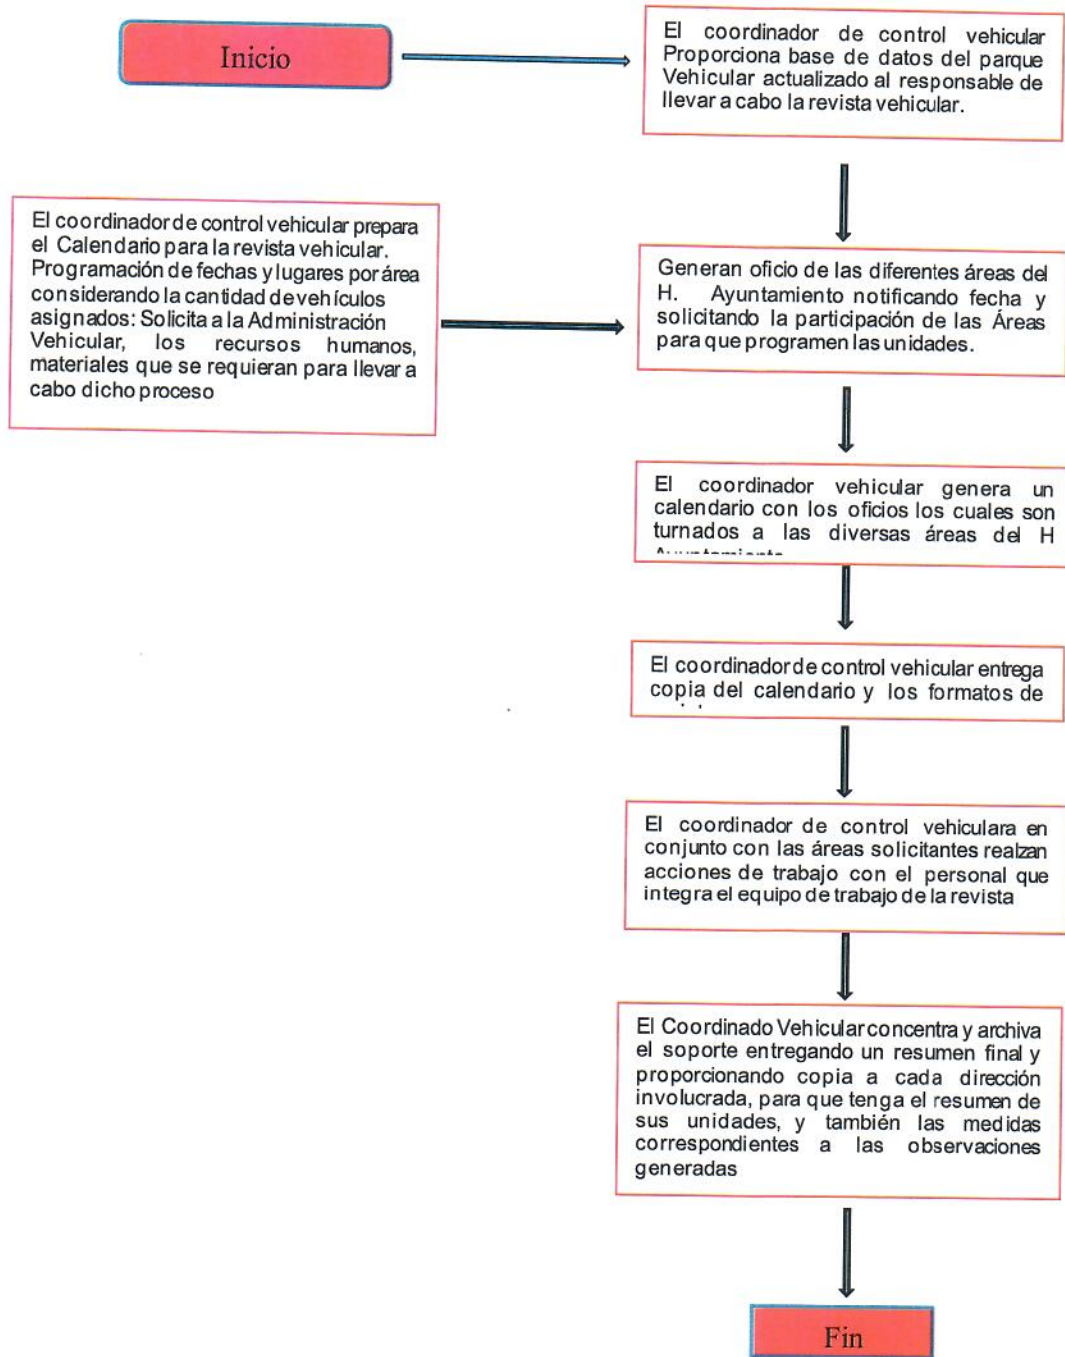 Inicio
El coordinador de control vehicular
Proporciona base de datos del parque
Vehicular actualizado al responsable de
llevar a cabo la revista vehicular.
El coordinador de control vehicular prepara
el Calendario para la revista vehicular.
Programación de fechas y lugares por área
considerando la cantidad de vehículos
asignados: Solicita a la Administración
Vehicular, los recursos humanos,
materiales que se requieran para llevar a
cabo dicho proceso
Generan oficio de las diferentes áreas del
H. Ayuntamiento notificando fecha y
solicitando la participación de las Áreas
para que programen las unidades.
El coordinador vehicular genera un
calendario con los oficios los cuales son
turnados a las diversas áreas del H
El coordinador de control vehicular entrega
copia del calendario y los formatos de
El coordinador de control vehiculara en
conjunto con las áreas solicitantes realzan
acciones de trabajo con el personal que
integra el equipo de trabajo de la revista
El Coordinado Vehicular concentra y archiva
el soporte entregando un resumen final y
proporcionando copia a cada dirección
involucrada, para que tenga el resumen de
sus unidades, y también las medidas
correspondientes a las observaciones
generadas
Fin